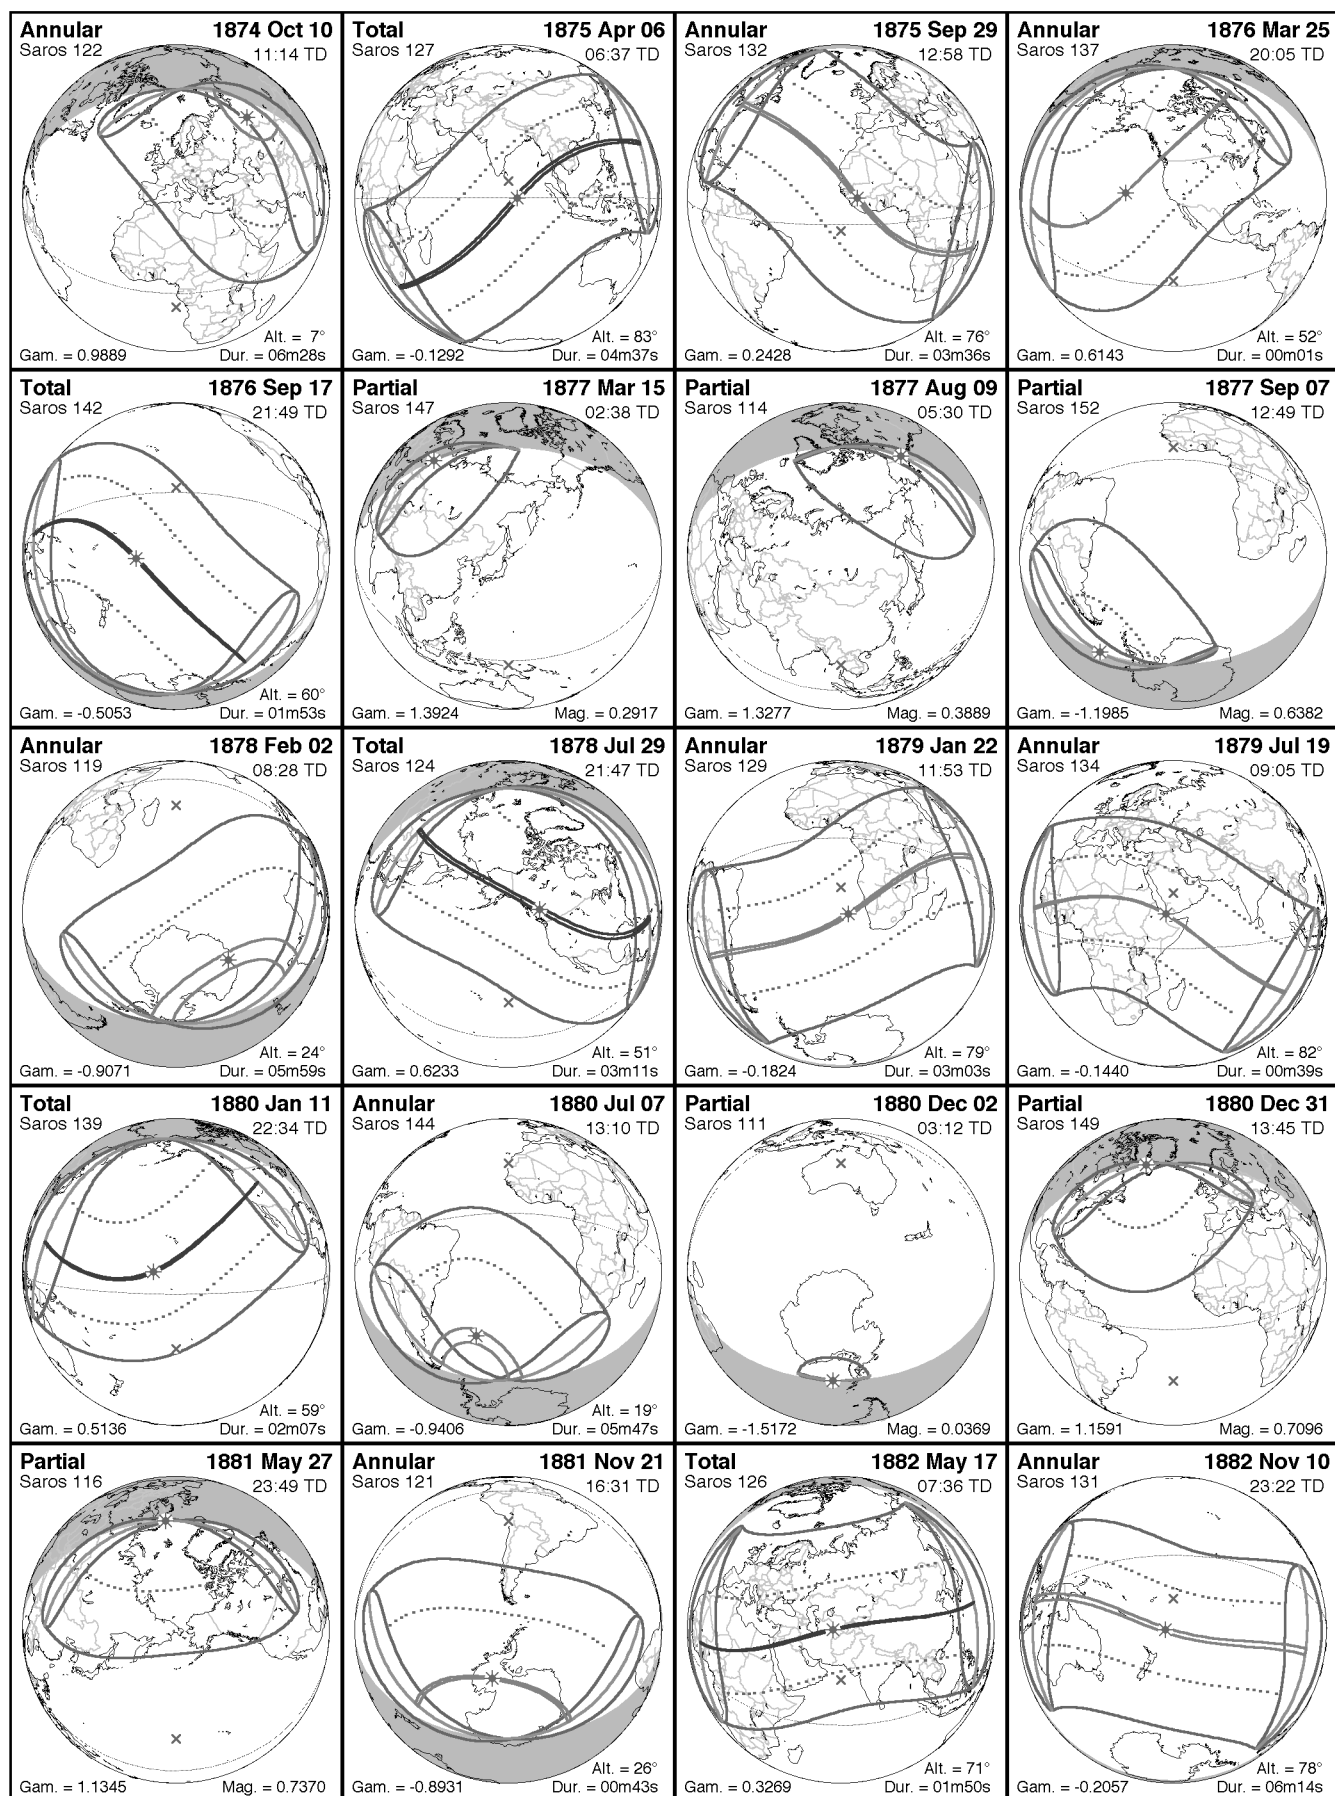 Annular 1874 Oct 10
Saros 122 11:14 TD
Alt. = 7°
Gam. = 0.9889 Dur. = 06m28s
Total 1875 Apr 06
Saros 127 06:37 TD
Alt. = 83°
Gam. = -0.1292 Dur. = 04m37s
Annular 1875 Sep 29
Saros 132 12:58 TD
Alt. = 76°
Gam. = 0.2428 Dur. = 03m36s
Annular 1876 Mar 25
Saros 137 20:05 TD
Alt. = 52°
Gam. = 0.6143 Dur. = 00m01s
Total 1876 Sep 17
Saros 142 21:49 TD
Alt. = 60°
Gam. = -0.5053 Dur. = 01m53s
Partial 1877 Mar 15
Saros 147 02:38 TD
Gam. = 1.3924 Mag. = 0.2917
Partial 1877 Aug 09
Saros 114 05:30 TD
Gam. = 1.3277 Mag. = 0.3889
Partial 1877 Sep 07
Saros 152 12:49 TD
Gam. = -1.1985 Mag. = 0.6382
Annular 1878 Feb 02
Saros 119 08:28 TD
Alt. = 24°
Gam. = -0.9071 Dur. = 05m59s
Total 1878 Jul 29
Saros 124 21:47 TD
Alt. = 51°
Gam. = 0.6233 Dur. = 03m11s
Annular 1879 Jan 22
Saros 129 11:53 TD
Alt. = 79°
Gam. = -0.1824 Dur. = 03m03s
Annular 1879 Jul 19
Saros 134 09:05 TD
Alt. = 82°
Gam. = -0.1440 Dur. = 00m39s
Total 1880 Jan 11
Saros 139 22:34 TD
Alt. = 59°
Gam. = 0.5136 Dur. = 02m07s
Annular 1880 Jul 07
Saros 144 13:10 TD
Alt. = 19°
Gam. = -0.9406 Dur. = 05m47s
Partial 1880 Dec 02
Saros 111 03:12 TD
Gam. = -1.5172 Mag. = 0.0369
Partial 1880 Dec 31
Saros 149 13:45 TD
Gam. = 1.1591 Mag. = 0.7096
Partial 1881 May 27
Saros 116 23:49 TD
Gam. = 1.1345 Mag. = 0.7370
Annular 1881 Nov 21
Saros 121 16:31 TD
Alt. = 26°
Gam. = -0.8931 Dur. = 00m43s
Total 1882 May 17
Saros 126 07:36 TD
Alt. = 71°
Gam. = 0.3269 Dur. = 01m50s
Annular 1882 Nov 10
Saros 131 23:22 TD
Alt. = 78°
Gam. = -0.2057 Dur. = 06m14s